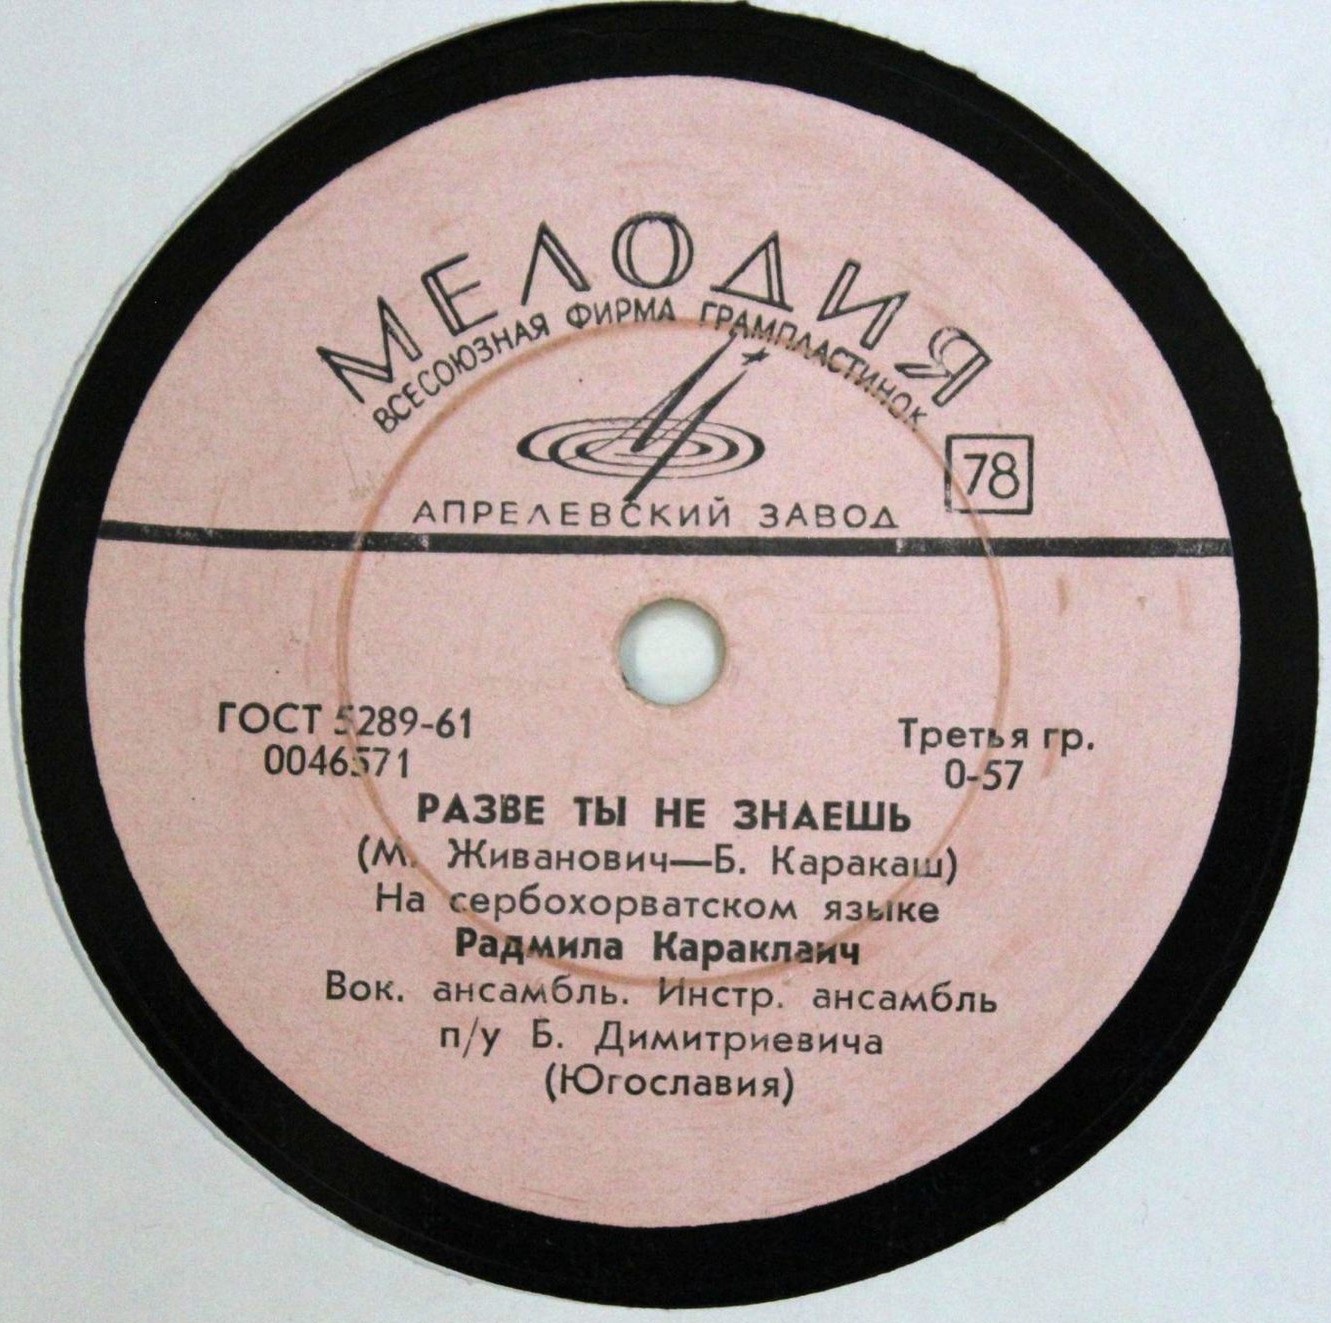 МЕЛОДИЯ
ВСЕСОЮЗНАЯ ФИРМА ГРАМПЛАСТИНОК
78
АПРЕЛЕВСКИЙ ЗАВОД
ГОСТ 5289-61
0046571
Третья гр.
0-57
РАЗВЕ ТЫ НЕ ЗНАЕШЬ
(М. Живанович—Б. Каракаш)
На сербохорватском языке
Радмила Караклаич
Вок. ансамбль. Инстр. ансамбль
п/у Б. Димитриевича
(Югославия)